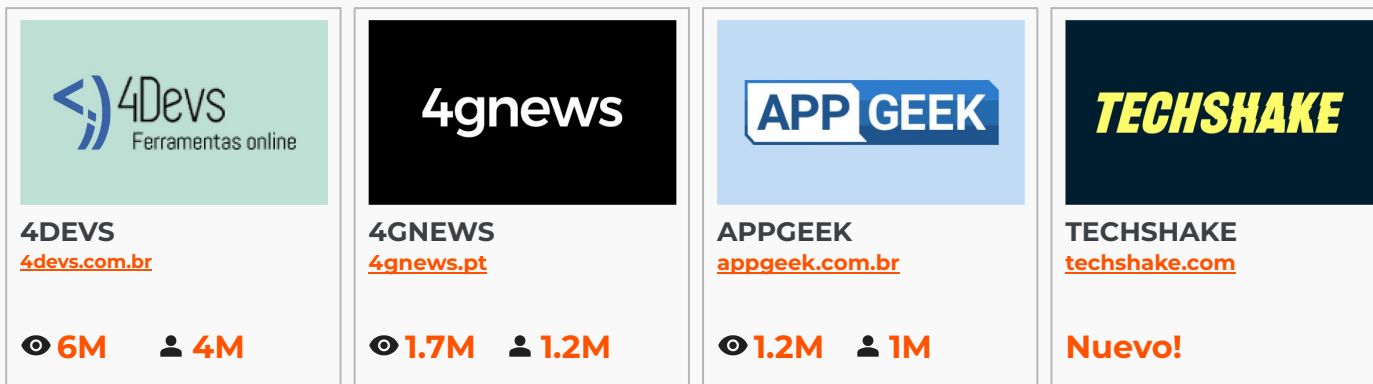 4Devs
Ferramentas online
4DEVS
4devs.com.br
6M 4M
4gnews
4GNEWS
4gnews.pt
1.7M 1.2M
APP GEEK
APPGEEK
appgeek.com.br
1.2M 1M
TECHSHAKE
TECHSHAKE
techshake.com
Nuevo!